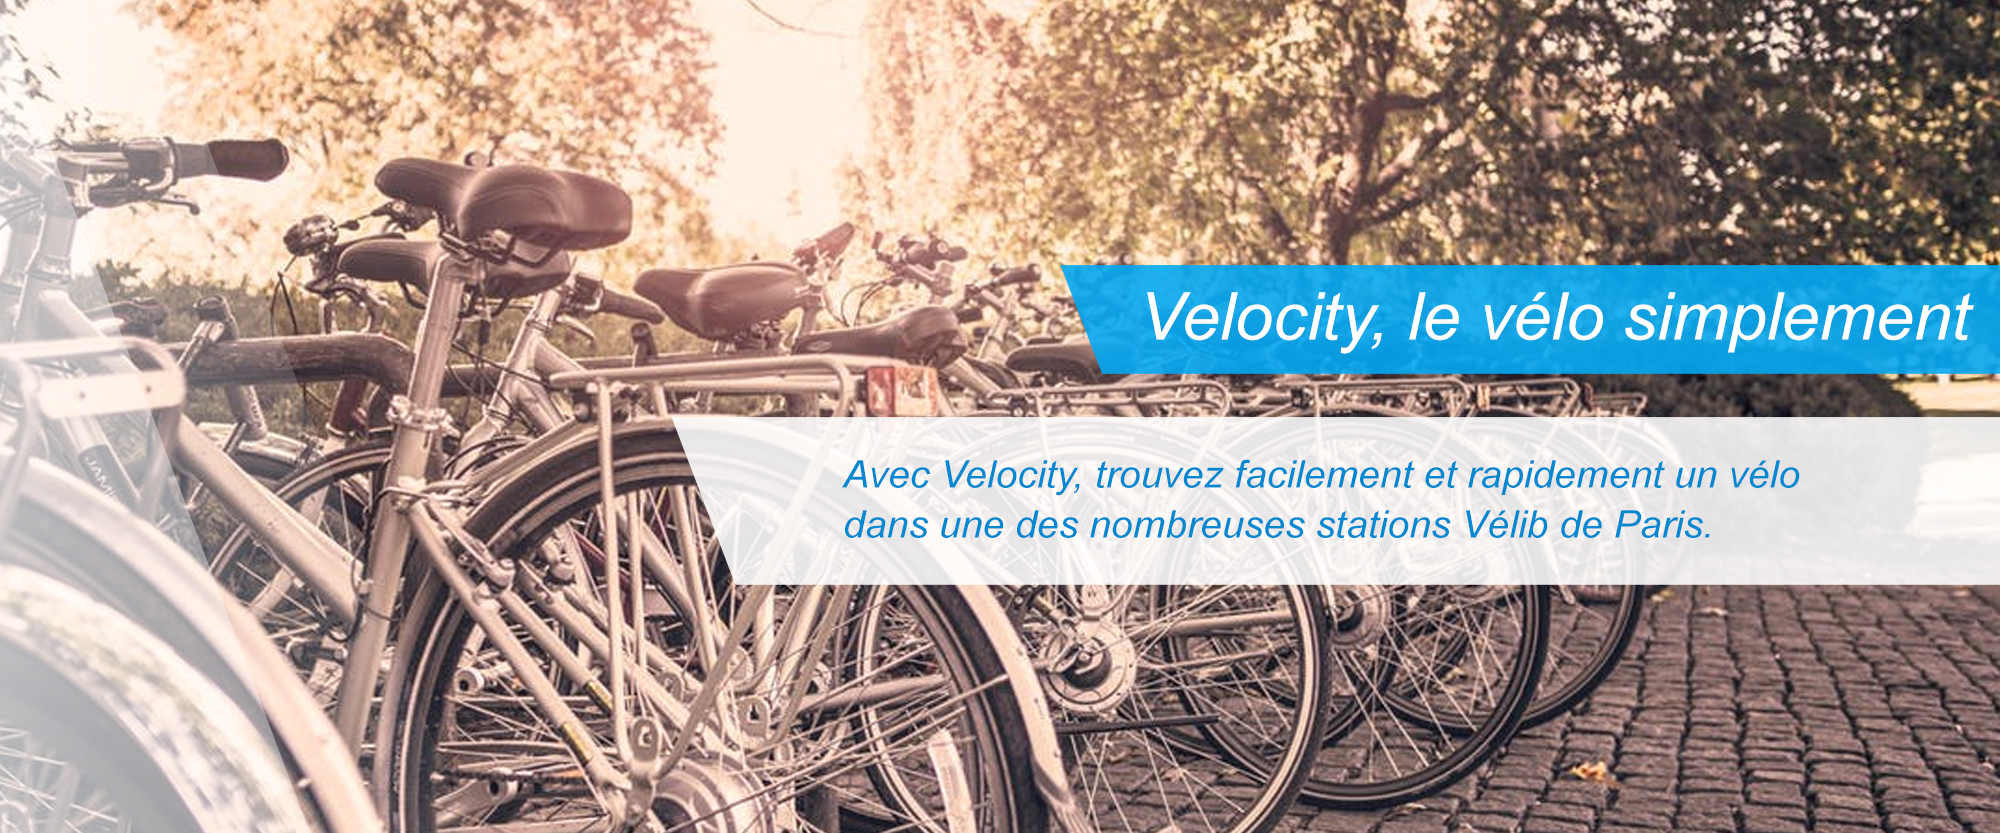 Velocity, le vélo simplement
Avec Velocity, trouvez facilement et rapidement un vélo
dans une des nombreuses stations Vélib de Paris.